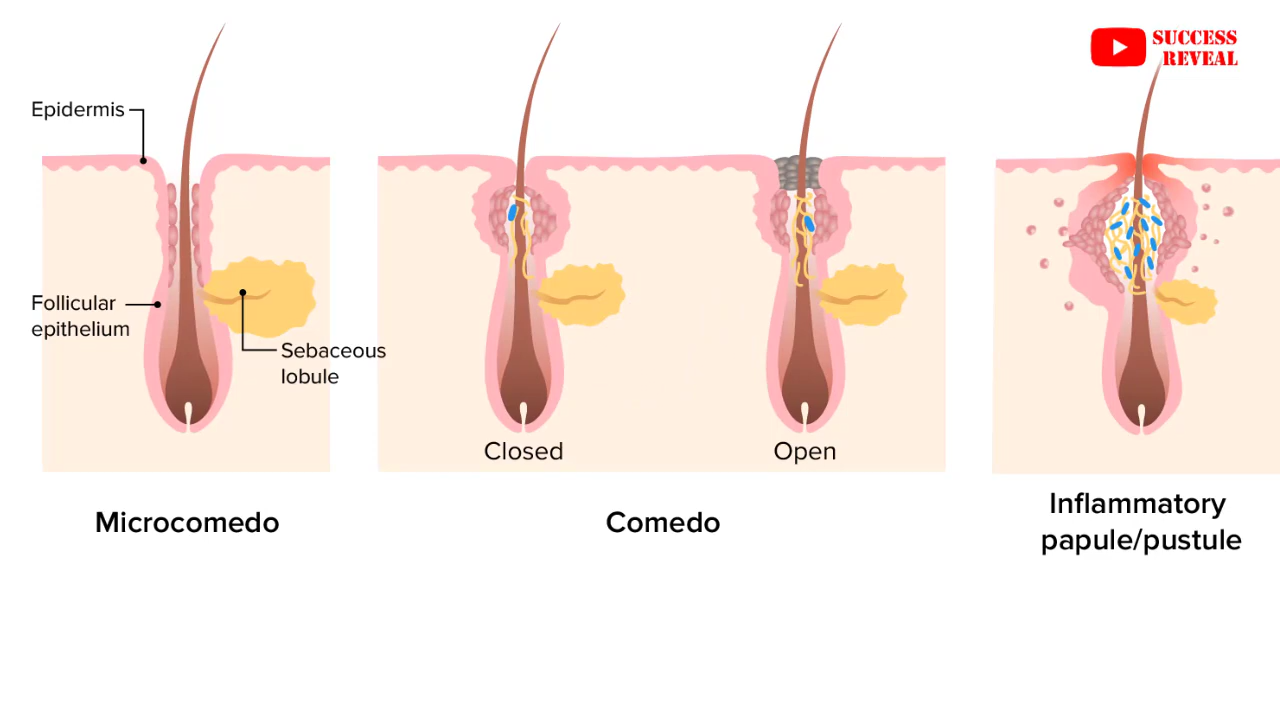 SUCCESS
REVEAL
Epidermis
Follicular
epithelium
Sebaceous
lobule
Closed
Open
Microcomedo
Comedo
Inflammatory
papule/pustule